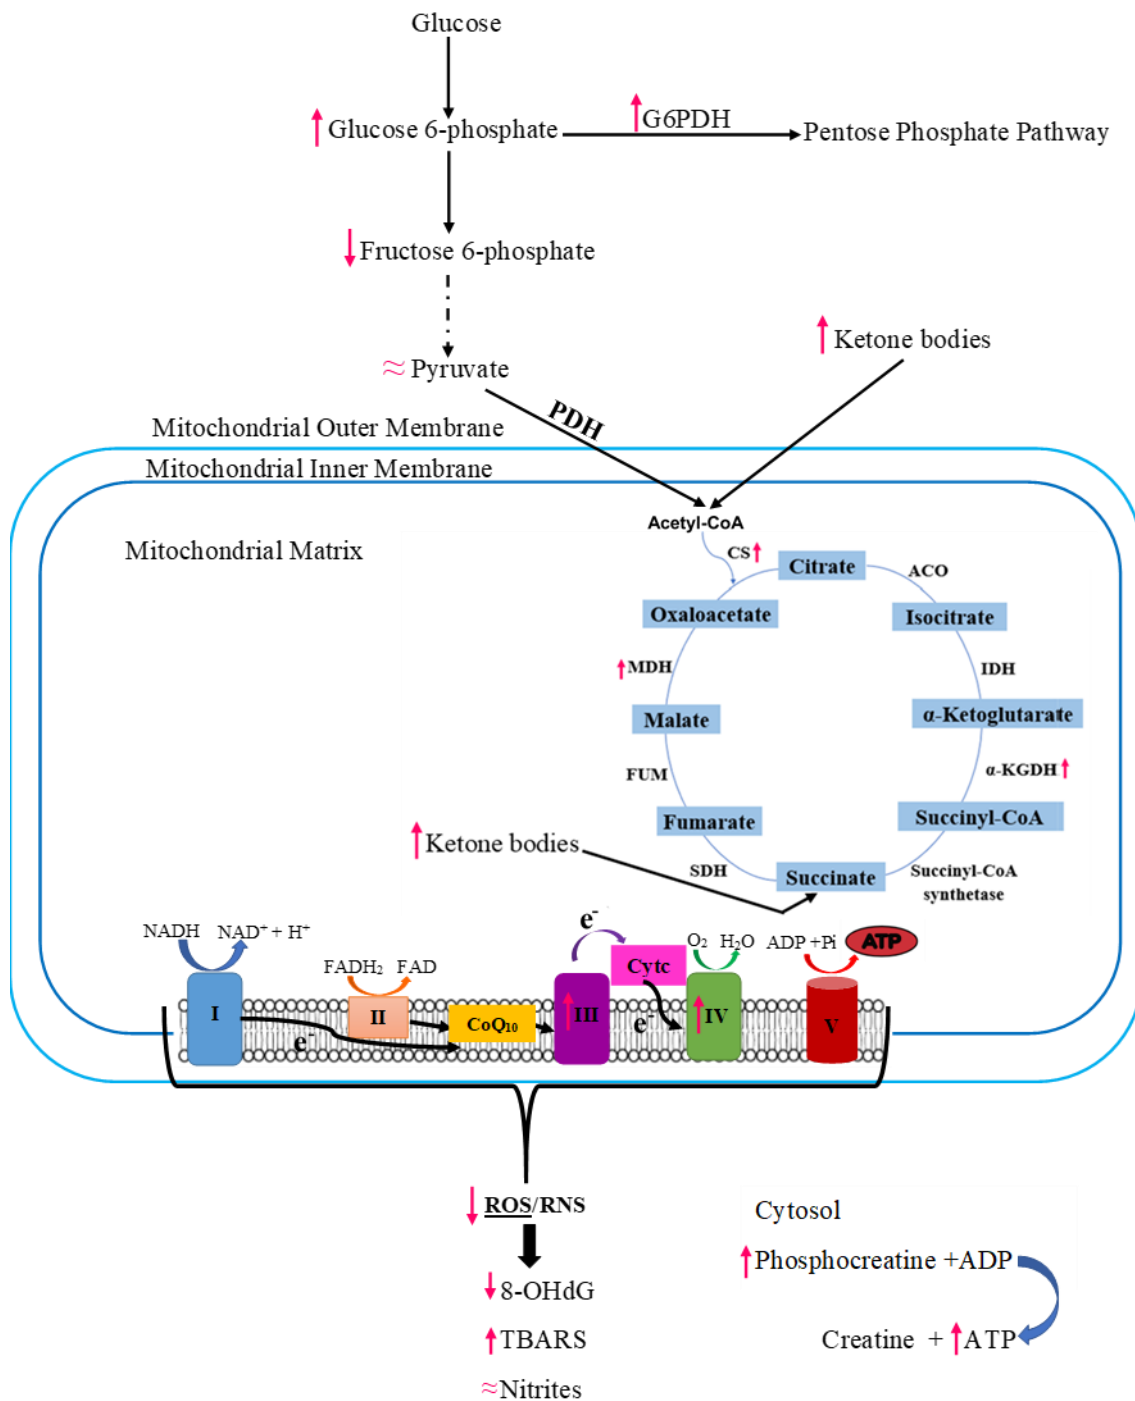 Glucose
Glucose 6-phosphate
G6PDH
Pentose Phosphate Pathway
Fructose 6-phosphate
Ketone bodies
≈ Pyruvate
PDH
Mitochondrial Outer Membrane
Mitochondrial Inner Membrane
Mitochondrial Matrix
Acetyl-CoA
CS
Citrate
ACO
Oxaloacetate
Isocitrate
MDH
IDH
Malate
α-Ketoglutarate
FUM
α-KGDH
Fumarate
Succinyl-CoA
Ketone bodies
SDH
Succinate
Succinyl-CoA
synthetase
NADH
NAD⁺ + H⁺
FADH₂
FAD
e⁻
Cytc
O₂
H₂O
ADP +Pi
ATP
I
II
CoQ₁₀
III
IV
V
e⁻
e⁻
ROS/RNS
8-OHdG
TBARS
≈Nitrites
Cytosol
Phosphocreatine +ADP
Creatine + ATP